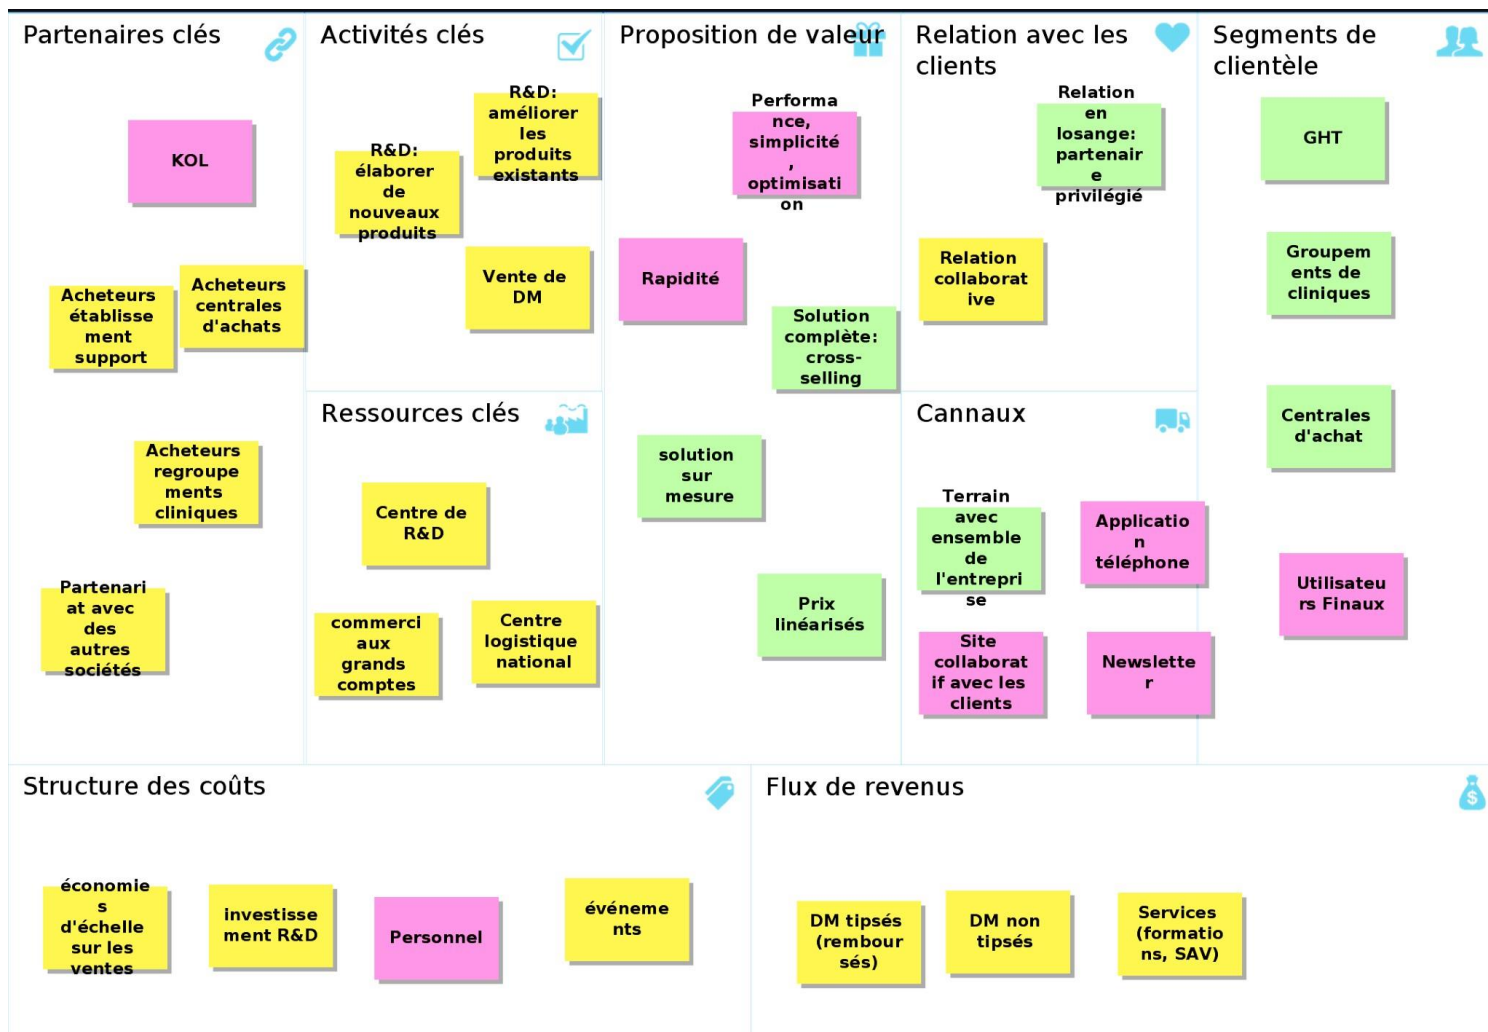 Partenaires clés
KOL
Acheteurs
établisse
ment
support
Acheteurs
centrales
d'achats
Acheteurs
regroupe
ments
cliniques
Partenari
at avec
des
autres
sociétés
Activités clés
R&D:
améliorer
les
produits
existants
R&D:
élaborer
de
nouveaux
produits
Vente de
DM
Ressources clés
Centre de
R&D
commerci
aux
grands
comptes
Centre
logistique
national
Proposition de valeur
Performa
nce,
simplicité
,
optimisati
on
Rapidité
Solution
complète:
cross-
selling
solution
sur
mesure
Prix
linéarisés
Relation avec les
clients
Relation
en
losange:
partenair
e
privilégié
Relation
collaborat
ive
Cannaux
Terrain
avec
ensemble
de
l'entrepri
se
Applicatio
n
téléphone
Site
collaborat
if avec les
clients
Newslette
r
Segments de
clientèle
GHT
Groupem
ents de
cliniques
Centrales
d'achat
Utilisateu
rs Finaux
Structure des coûts
économie
s
d'échelle
sur les
ventes
investisse
ment R&D
Personnel
événeme
nts
Flux de revenus
$
DM tipsés
(rembour
sés)
DM non
tipsés
Services
(formatio
ns, SAV)